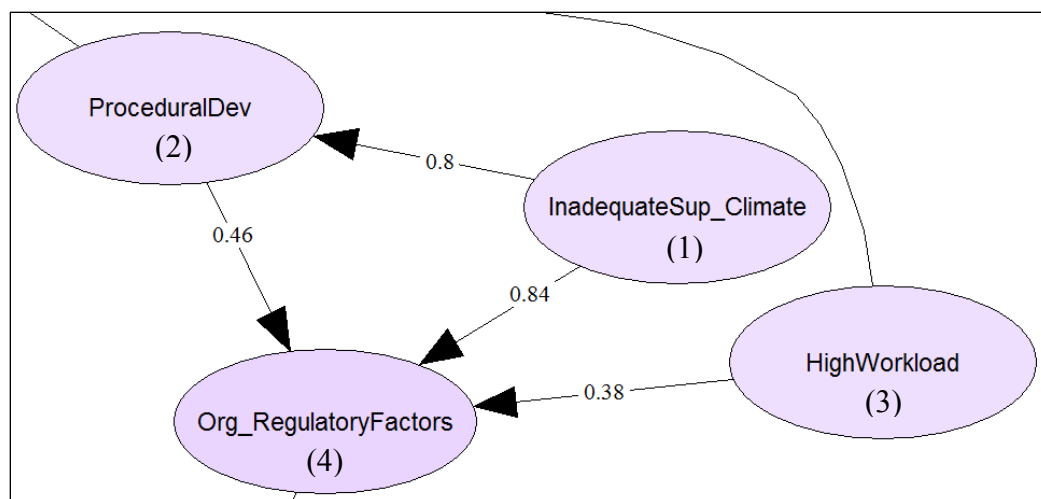 ProceduralDev
(2)
0.8
InadequateSup_Climate
(1)
0.46
0.84
HighWorkload
(3)
0.38
Org_RegulatoryFactors
(4)